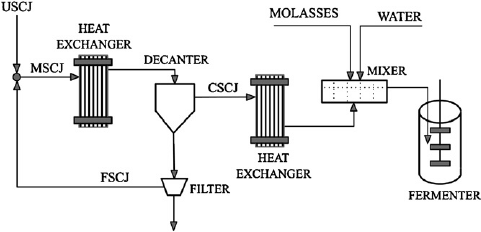 USCJ
MOLASSES
WATER
HEAT
EXCHANGER
DECANTER
MIXER
MSCJ
CSCJ
HEAT
EXCHANGER
FSCJ
FILTER
FERMENTER